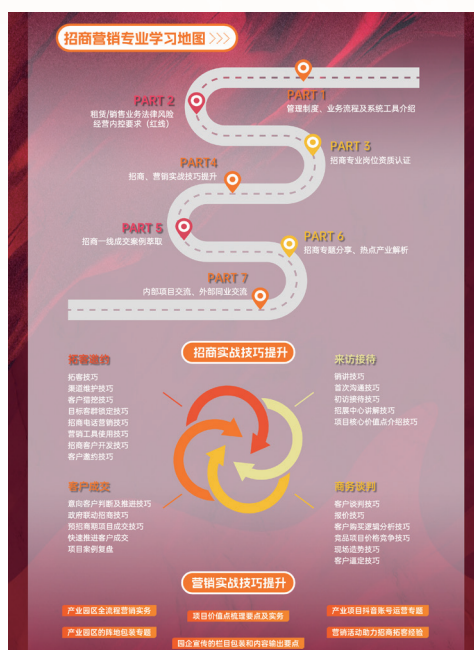 招商营销专业学习地图 >>>
PART 1
管理制度、业务流程及系统工具介绍
PART 2
租赁/销售业务法律风险
经营内控要求（红线）
PART 3
招商专业岗位资质认证
PART4
招商、营销实战技巧提升
PART 5
招商一线成交案例萃取
PART 6
招商专题分享、热点产业解析
PART 7
内部项目交流、外部同业交流
招商实战技巧提升
拓客邀约
拓客技巧
渠道维护技巧
客户慢控技巧
目标客群锁定技巧
招商电话营销技巧
营销工具使用技巧
招商客户开发技巧
客户邀约技巧
来访接待
销讲技巧
首次沟通技巧
初访接待技巧
招展中心讲解技巧
项目核心价值点介绍技巧
客户成交
意向客户判断及推进技巧
政府联动招商技巧
预招商期项目成交技巧
快速推进客户成交
项目案例复盘
商务谈判
客户谈判技巧
报价技巧
客户购买逻辑分析技巧
竞品项目价格竞争技巧
现场造势技巧
客户逼定技巧
营销实战技巧提升
产业园区全流程营销实务
项目价值点梳理要点及实务
产业项目抖音账号运营专题
产业园区的阵地包装专题
营销活动助力招商拓客经验
园企宣传的栏目包装和内容输出要点